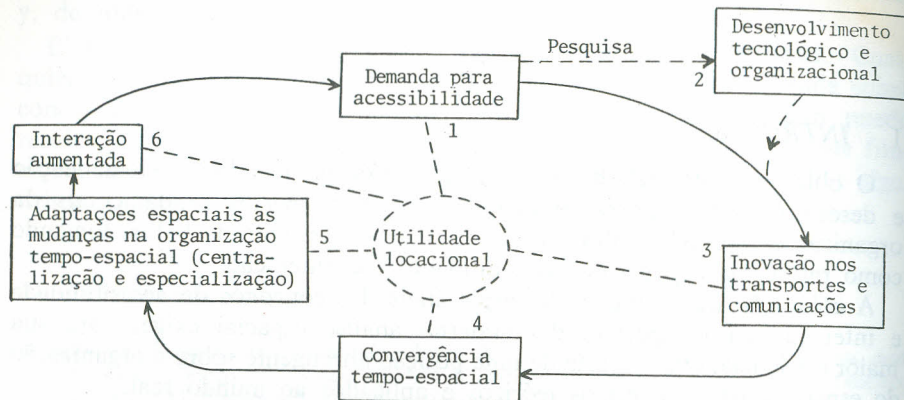 Pesquisa
Desenvolvimento
tecnológico e
organizacional
2
Demanda para
acessibilidade
1
Interação
aumentada
6
Adaptações espaciais às
mudanças na organização
tempo-espacial (centra-
lização e especialização)
5
Utilidade
locacional
3
Inovação nos
transportes e
comunicações
4
Convergência
tempo-espacial